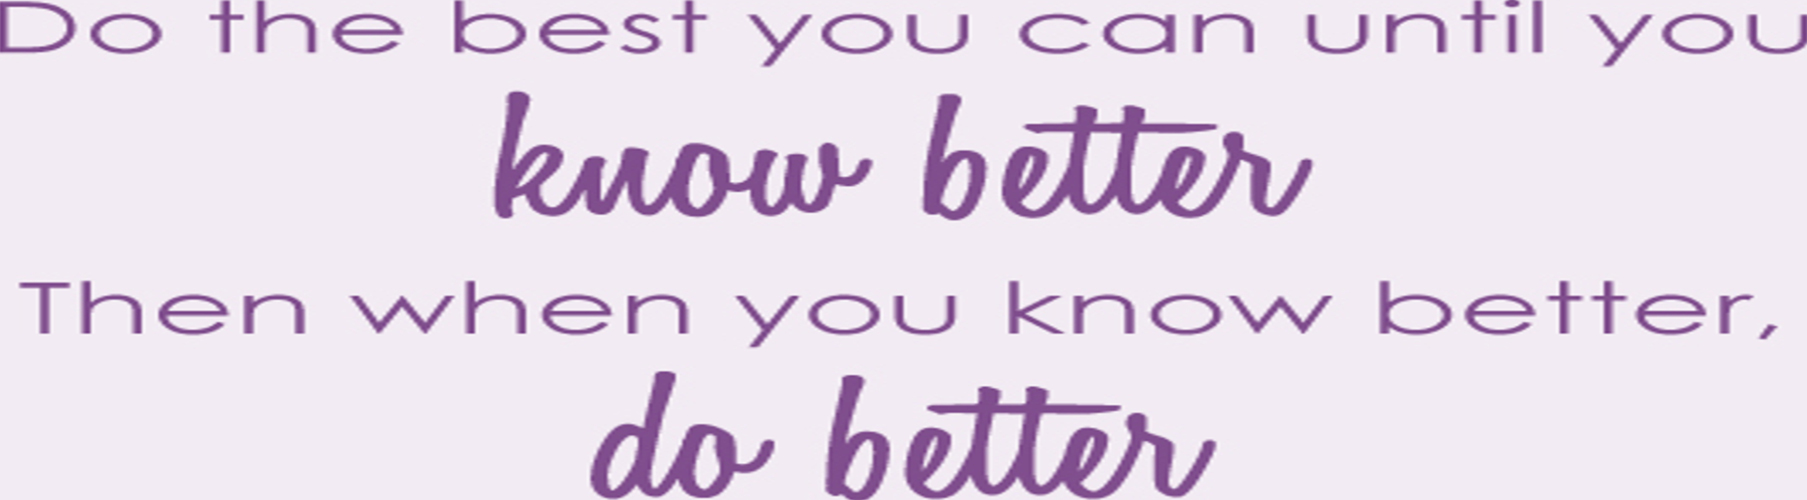 Do the best you can until you
know better
Then when you know better,
do better